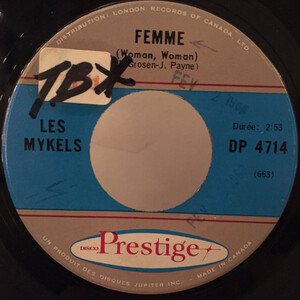 DISTRIBUTION: LONDON RECORDS OF CANADA, LTD.
FEMME
(Woman, Woman)
Grosen-J. Payne)
TBX
LES
MYKELS
Durée: 2:53
DP 4714
(663)
DISCO Prestige
UN PRODUIT DES DISQUES JUPITER INC. • MADE IN CANADA